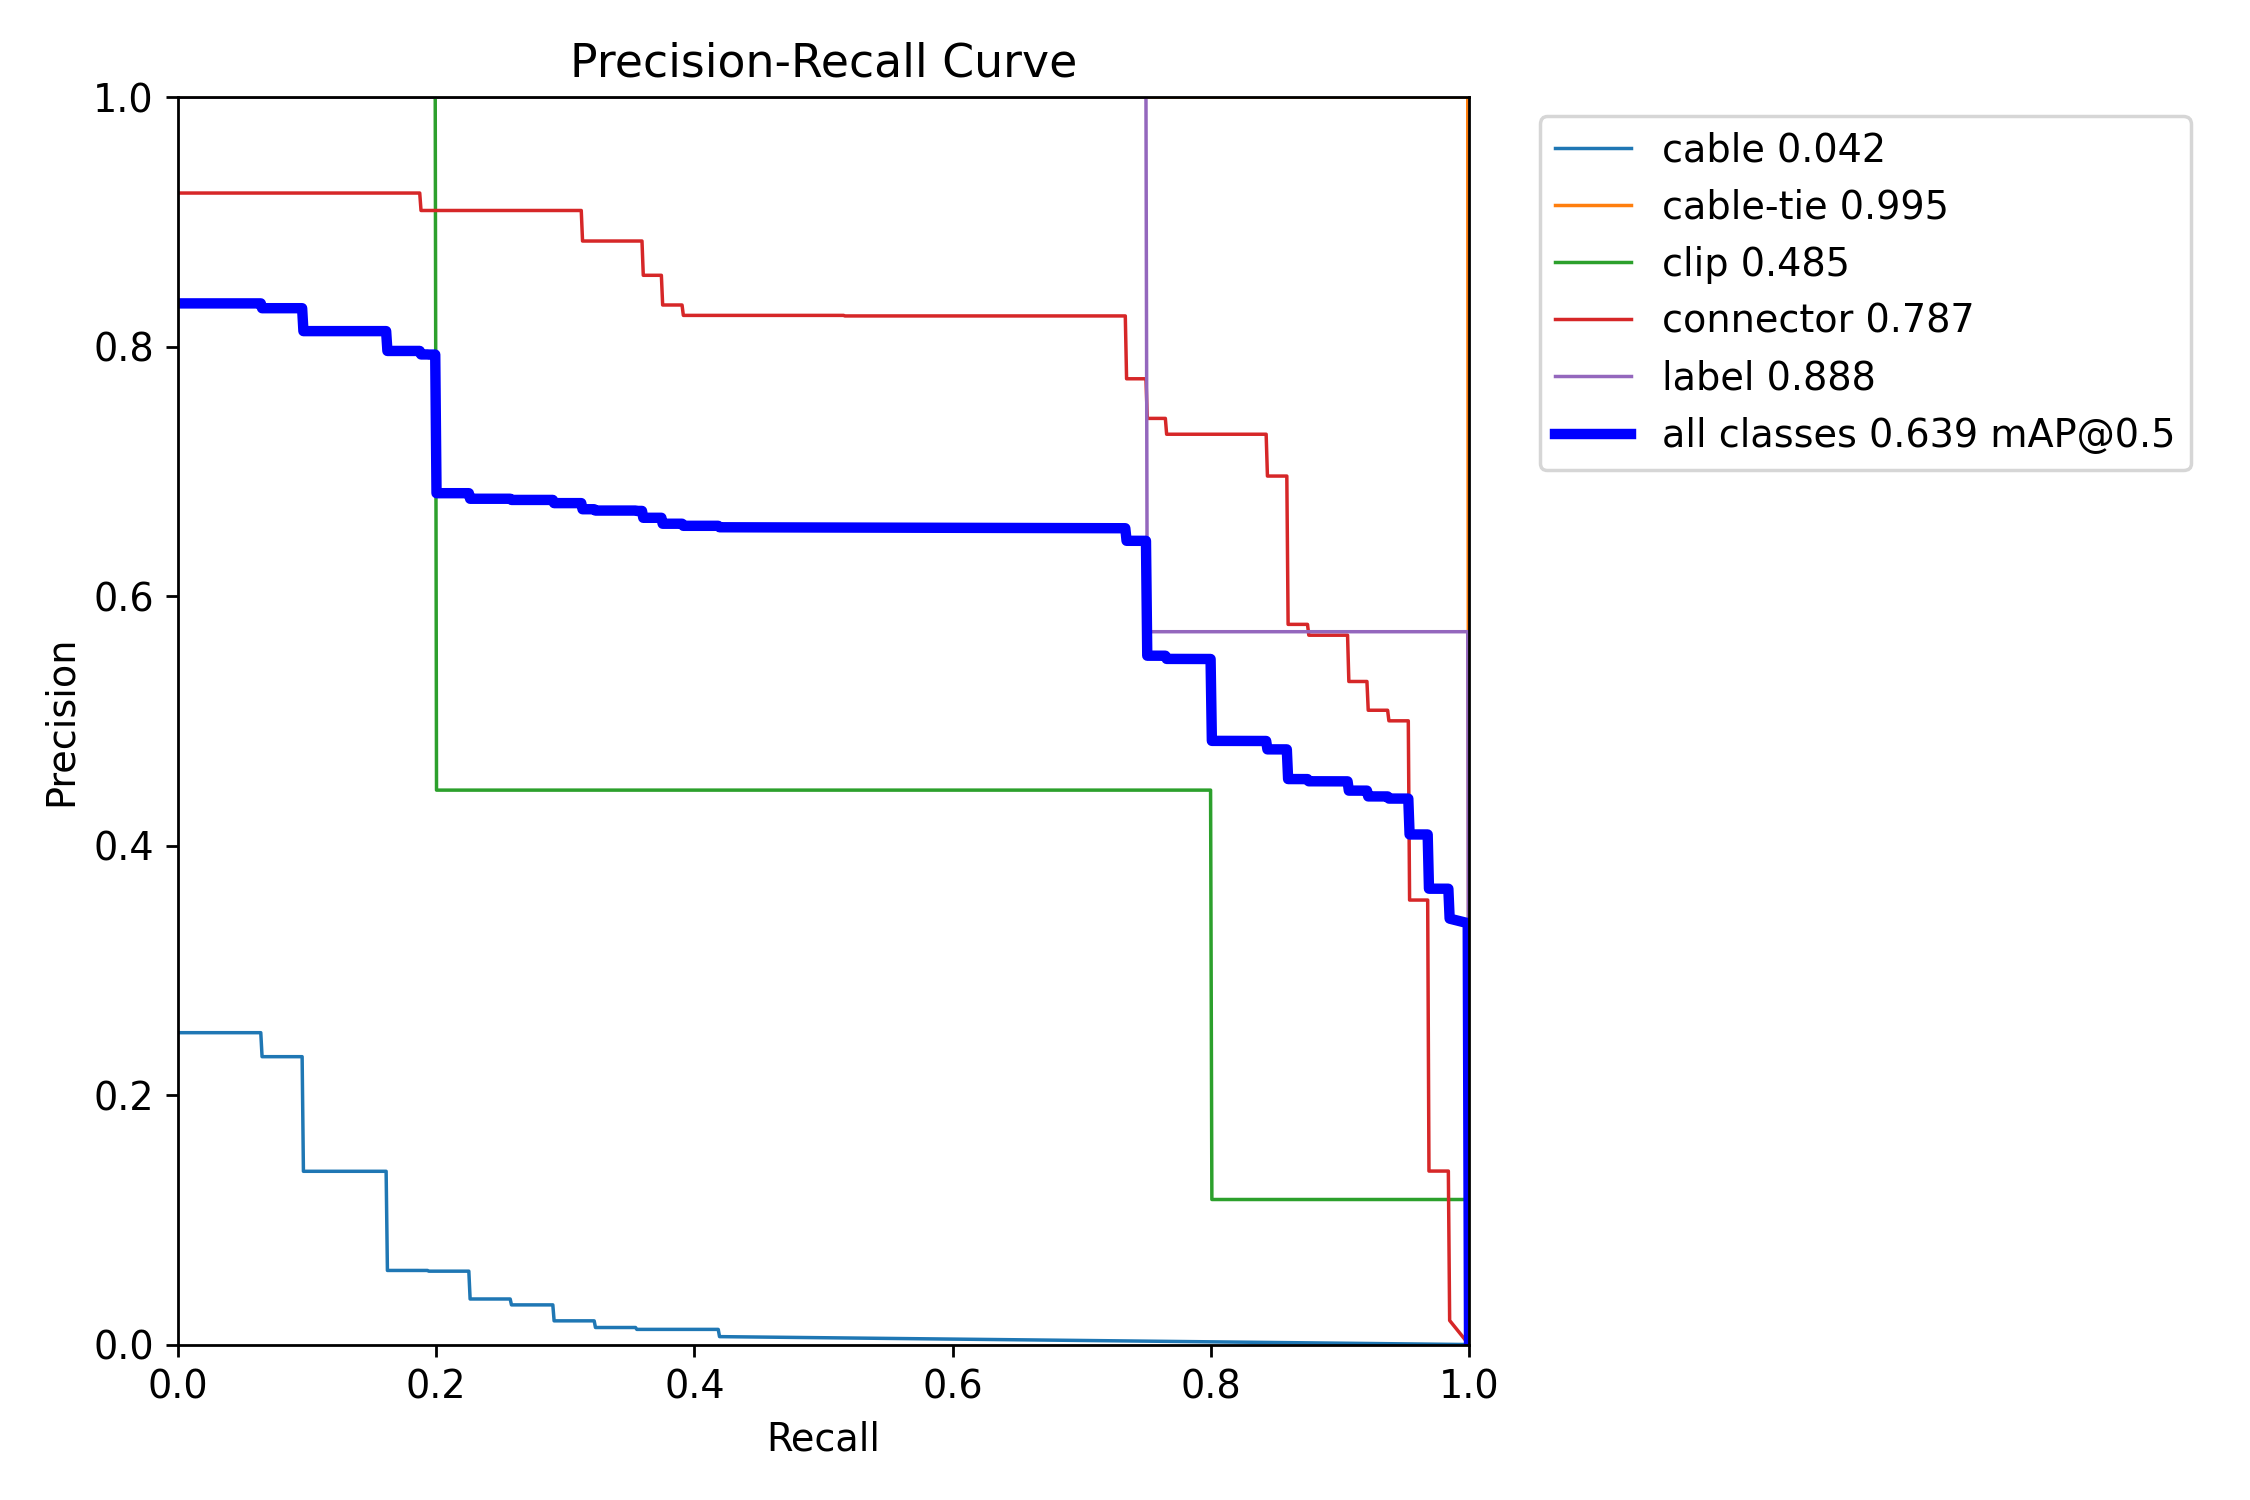 Precision-Recall Curve
1.0
0.8
0.6
0.4
0.2
0.0
Precision
0.0 0.2 0.4 0.6 0.8 1.0
Recall
cable 0.042
cable-tie 0.995
clip 0.485
connector 0.787
label 0.888
all classes 0.639 mAP@0.5